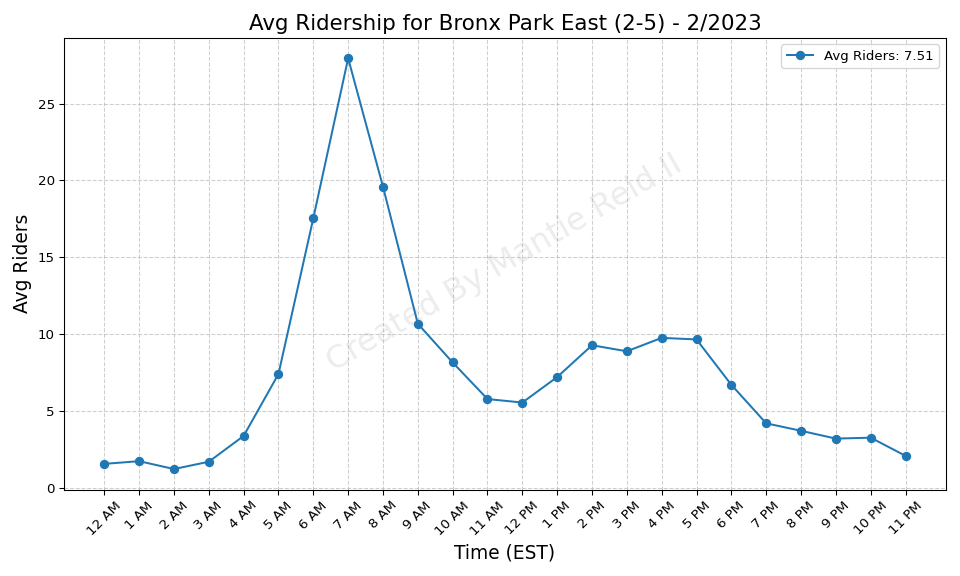 Avg Ridership for Bronx Park East (2-5) - 2/2023
Avg Riders: 7.51
Avg Riders
25
20
15
10
5
0
Created By Mantle Reid II
12 AM
1 AM
2 AM
3 AM
4 AM
5 AM
6 AM
7 AM
8 AM
9 AM
10 AM
11 AM
12 PM
1 PM
2 PM
3 PM
4 PM
5 PM
6 PM
7 PM
8 PM
9 PM
10 PM
11 PM
Time (EST)